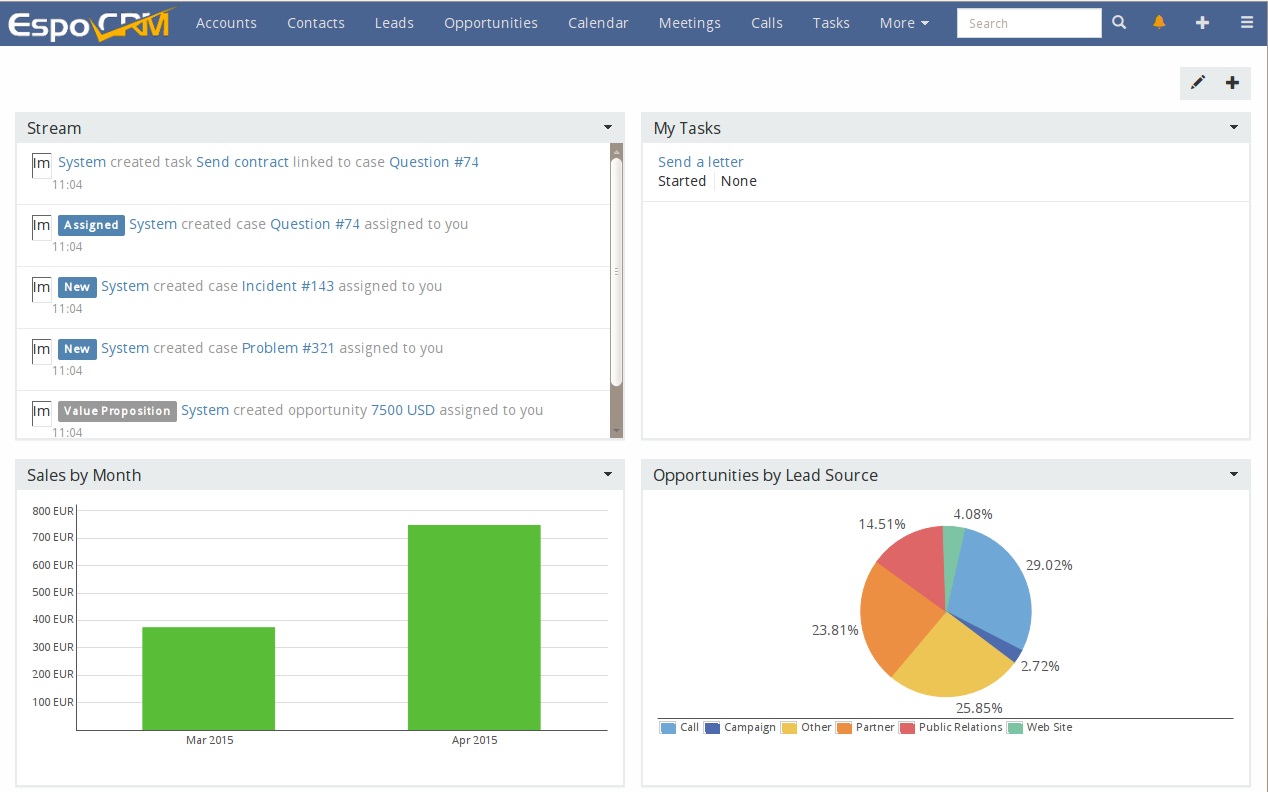 EspoCRM Accounts Contacts Leads Opportunities Calendar Meetings Calls Tasks More Search
Stream
Im System created task Send contract linked to case Question #74
11:04
Im Assigned System created case Question #74 assigned to you
11:04
Im New System created case Incident #143 assigned to you
11:04
Im New System created case Problem #321 assigned to you
11:04
Im Value Proposition System created opportunity 7500 USD assigned to you
11:04
My Tasks
Send a letter
Started None
Sales by Month
800 EUR
700 EUR
600 EUR
500 EUR
400 EUR
300 EUR
200 EUR
100 EUR
Mar 2015 Apr 2015
Opportunities by Lead Source
4.08%
14.51%
29.02%
23.81%
2.72%
25.85%
Call Campaign Other Partner Public Relations Web Site